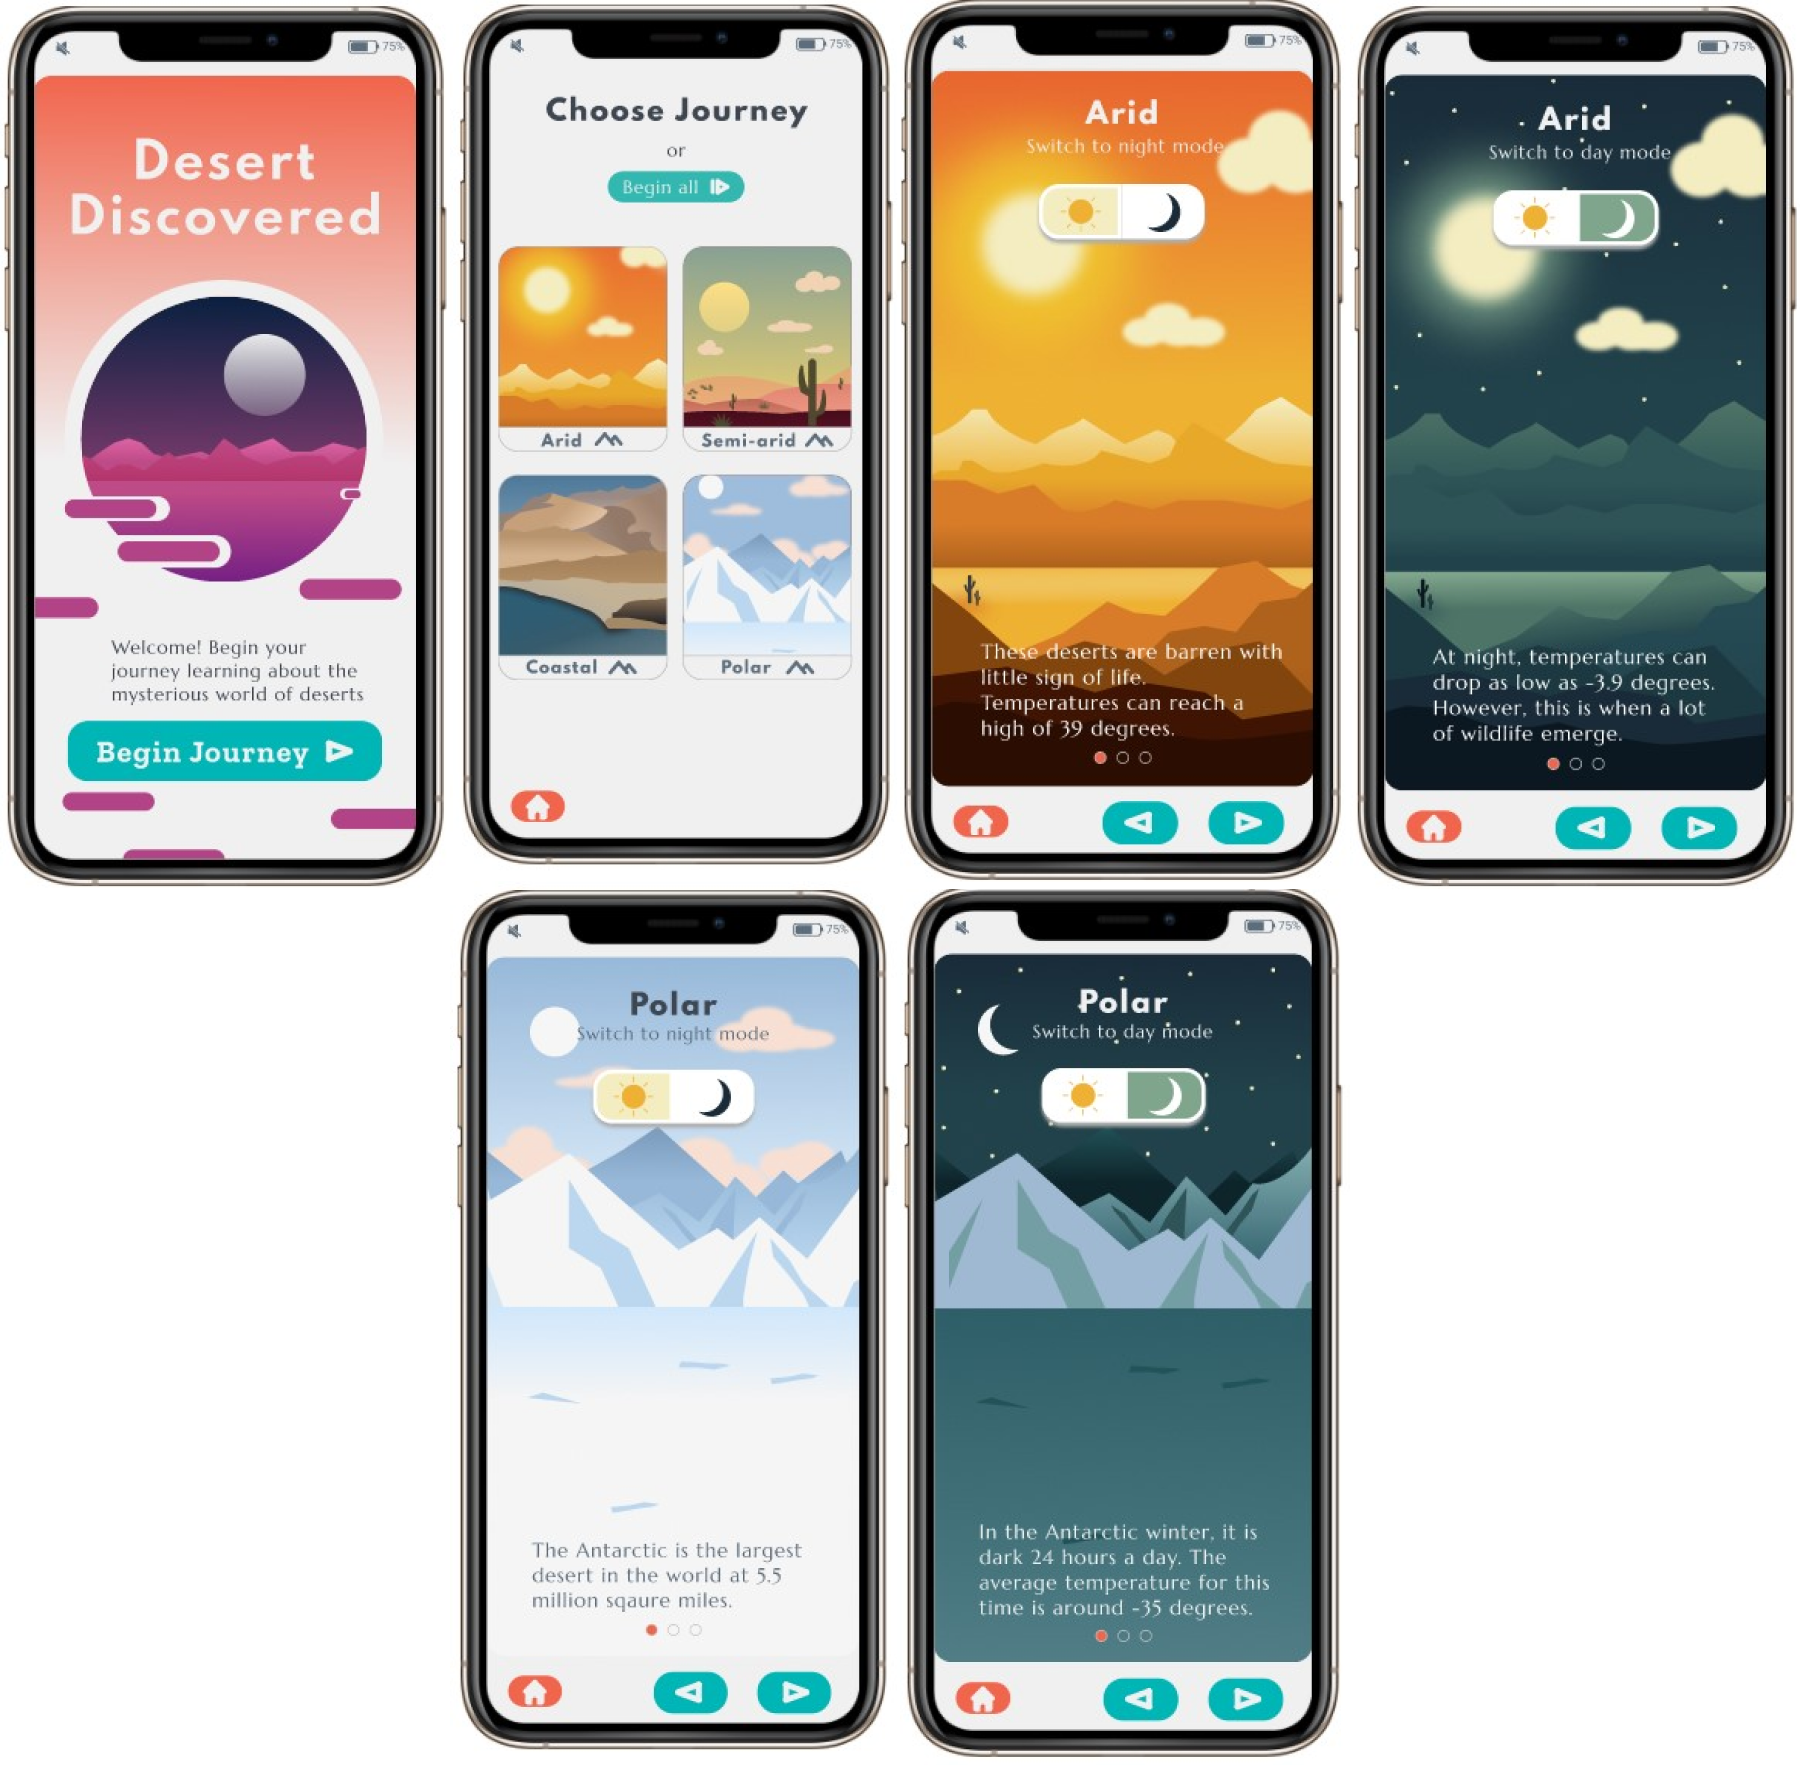 75%
Desert
Discovered
Welcome! Begin your
journey learning about the
mysterious world of deserts
Begin Journey
75%
Choose Journey
or
Begin all
Arid
Semi-arid
Coastal
Polar
75%
Arid
Switch to night mode
These deserts are barren with
little sign of life.
Temperatures can reach a
high of 39 degrees.
75%
Arid
Switch to day mode
At night, temperatures can
drop as low as -3.9 degrees.
However, this is when a lot
of wildlife emerge.
75%
Polar
Switch to night mode
The Antarctic is the largest
desert in the world at 5.5
million sqaure miles.
75%
Polar
Switch to day mode
In the Antarctic winter, it is
dark 24 hours a day. The
average temperature for this
time is around -35 degrees.